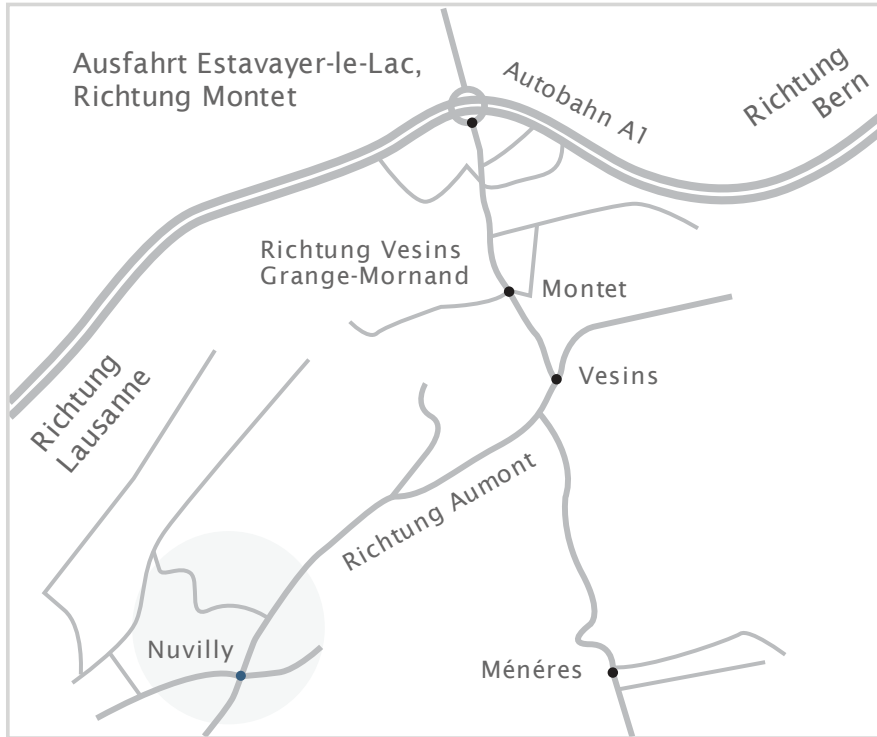 Ausfahrt Estavayer-le-Lac,
Richtung Montet
Autobahn A1
Richtung
Bern
Richtung Vesins
Grange-Mornand
Montet
Vesins
Richtung
Lausanne
Richtung Aumont
Nuvilly
Ménéres